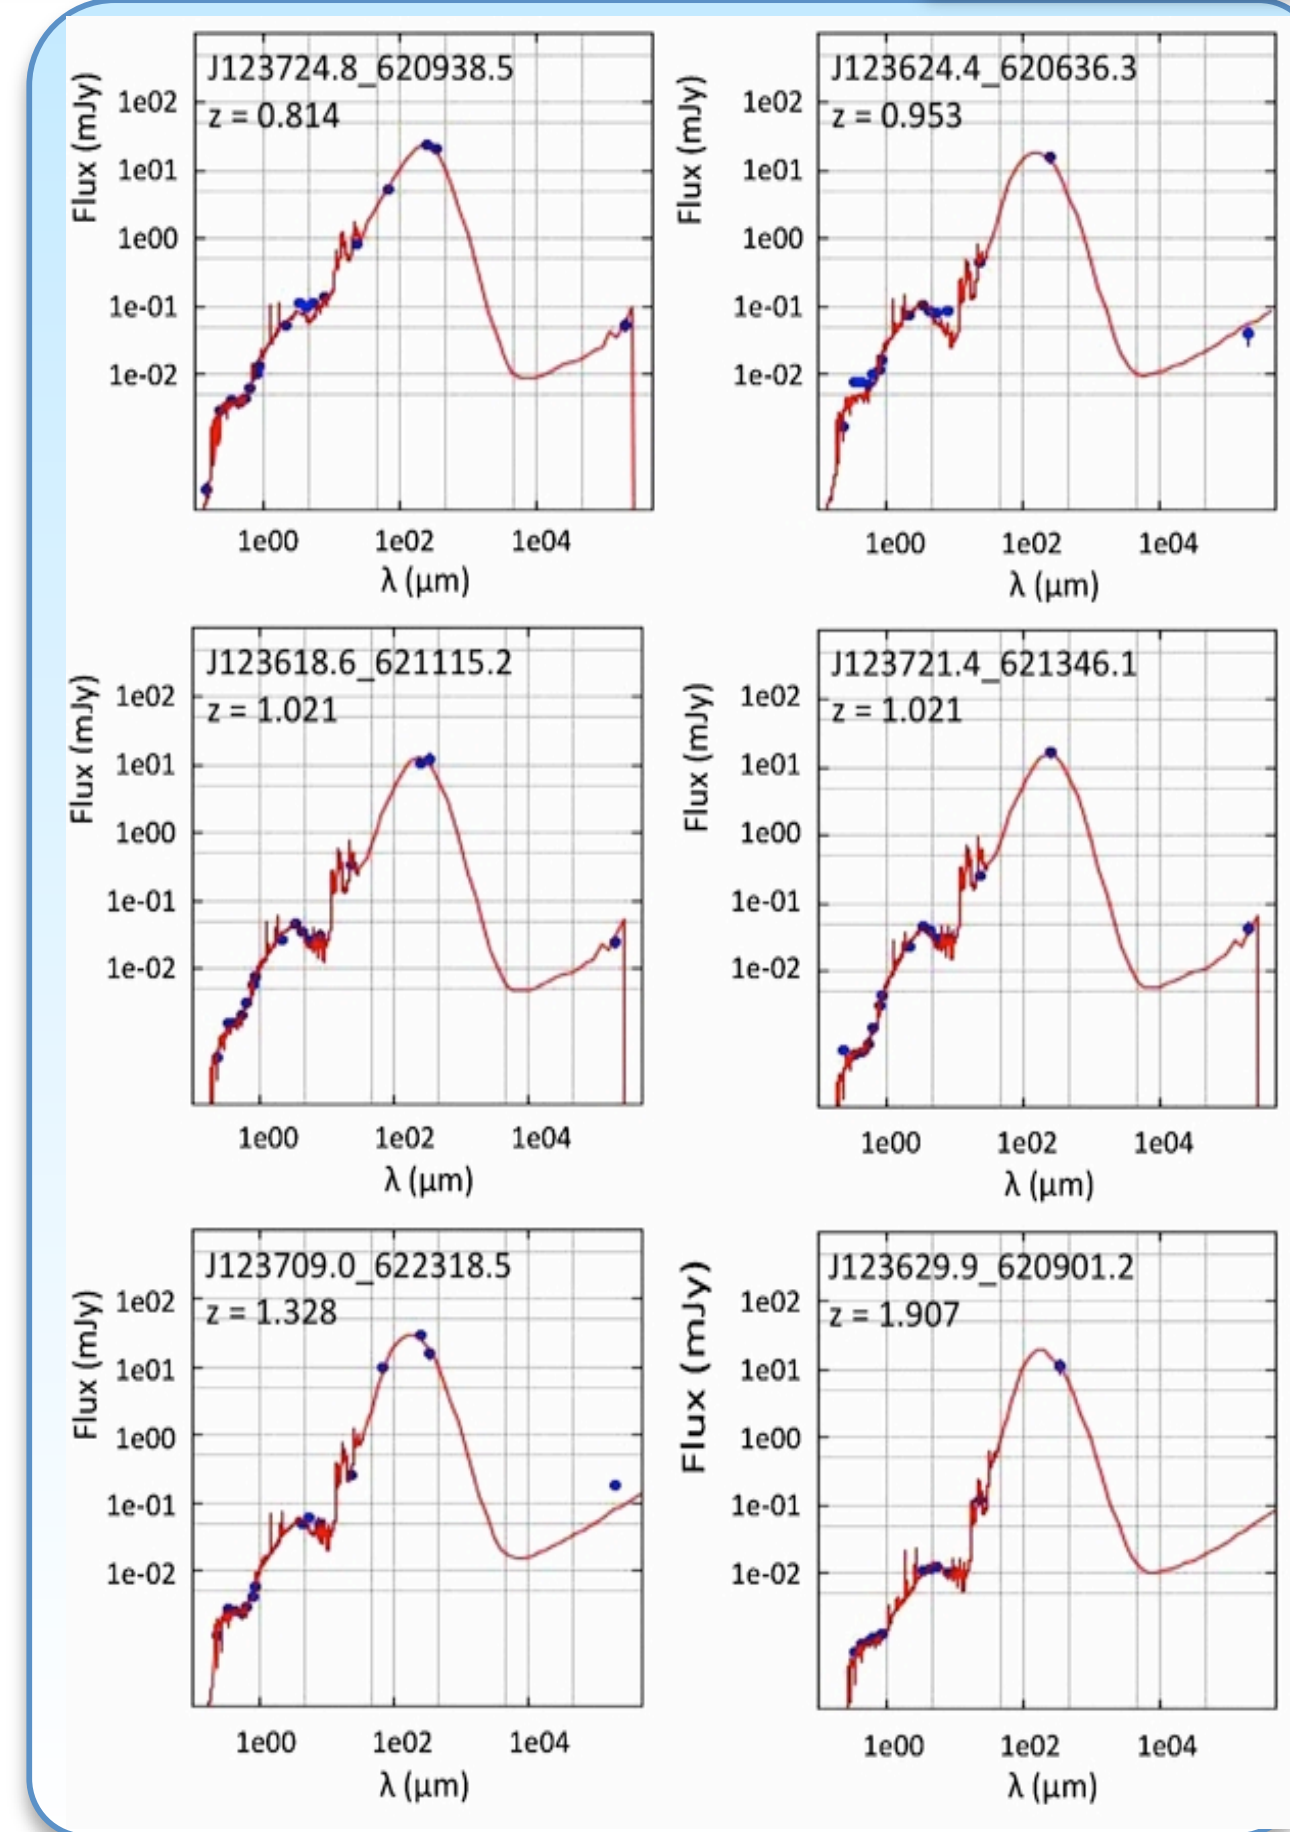 J123724.8_620938.5
z = 0.814
Flux (mJy)
1e02
1e01
1e00
1e-01
1e-02
1e00 1e02 1e04
λ (μm)
J123624.4_620636.3
z = 0.953
Flux (mJy)
1e02
1e01
1e00
1e-01
1e-02
1e00 1e02 1e04
λ (μm)
J123618.6_621115.2
z = 1.021
Flux (mJy)
1e02
1e01
1e00
1e-01
1e-02
1e00 1e02 1e04
λ (μm)
J123721.4_621346.1
z = 1.021
Flux (mJy)
1e02
1e01
1e00
1e-01
1e-02
1e00 1e02 1e04
λ (μm)
J123709.0_622318.5
z = 1.328
Flux (mJy)
1e02
1e01
1e00
1e-01
1e-02
1e00 1e02 1e04
λ (μm)
J123629.9_620901.2
z = 1.907
Flux (mJy)
1e02
1e01
1e00
1e-01
1e-02
1e00 1e02 1e04
λ (μm)